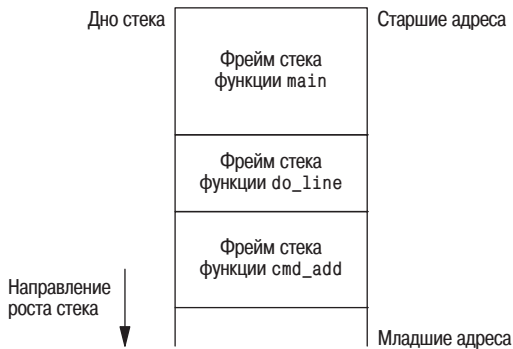 Дно стека
Старшие адреса
Фрейм стека
функции main
Фрейм стека
функции do_line
Фрейм стека
функции cmd_add
Направление
роста стека
Младшие адреса